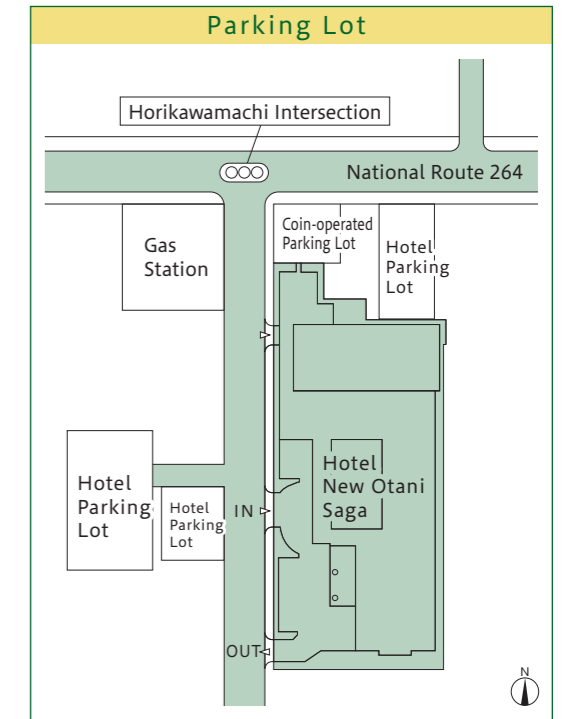 Parking Lot
Horikawamachi Intersection
National Route 264
Gas
Station
Coin-operated
Parking Lot
Hotel
Parking
Lot
Hotel
Parking
Lot
Hotel
Parking
Lot
IN
Hotel
New Otani
Saga
OUT
N